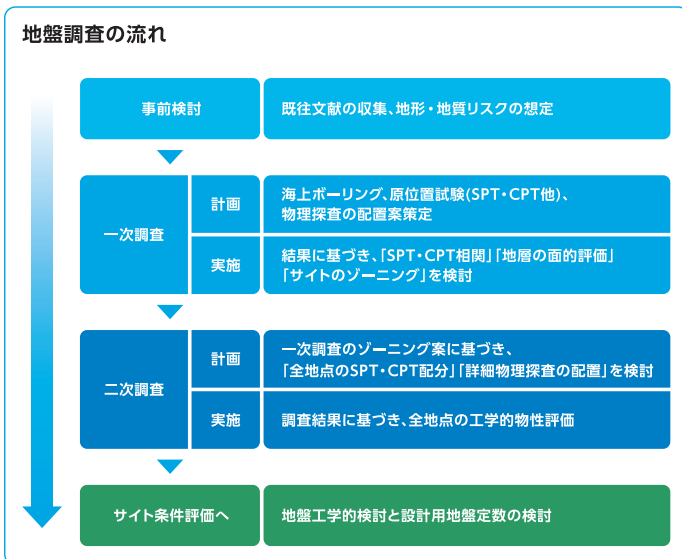 地盤調査の流れ
事前検討
既往文献の収集、地形・地質リスクの想定
一次調査
計画
海上ボーリング、原位置試験(SPT・CPT他)、
物理探査の配置案策定
実施
結果に基づき、「SPT・CPT相関」「地層の面的評価」
「サイトのゾーニング」を検討
二次調査
計画
一次調査のゾーニング案に基づき、
「全地点のSPT・CPT配分」「詳細物理探査の配置」を検討
実施
調査結果に基づき、全地点の工学的物性評価
サイト条件評価へ
地盤工学的検討と設計用地盤定数の検討